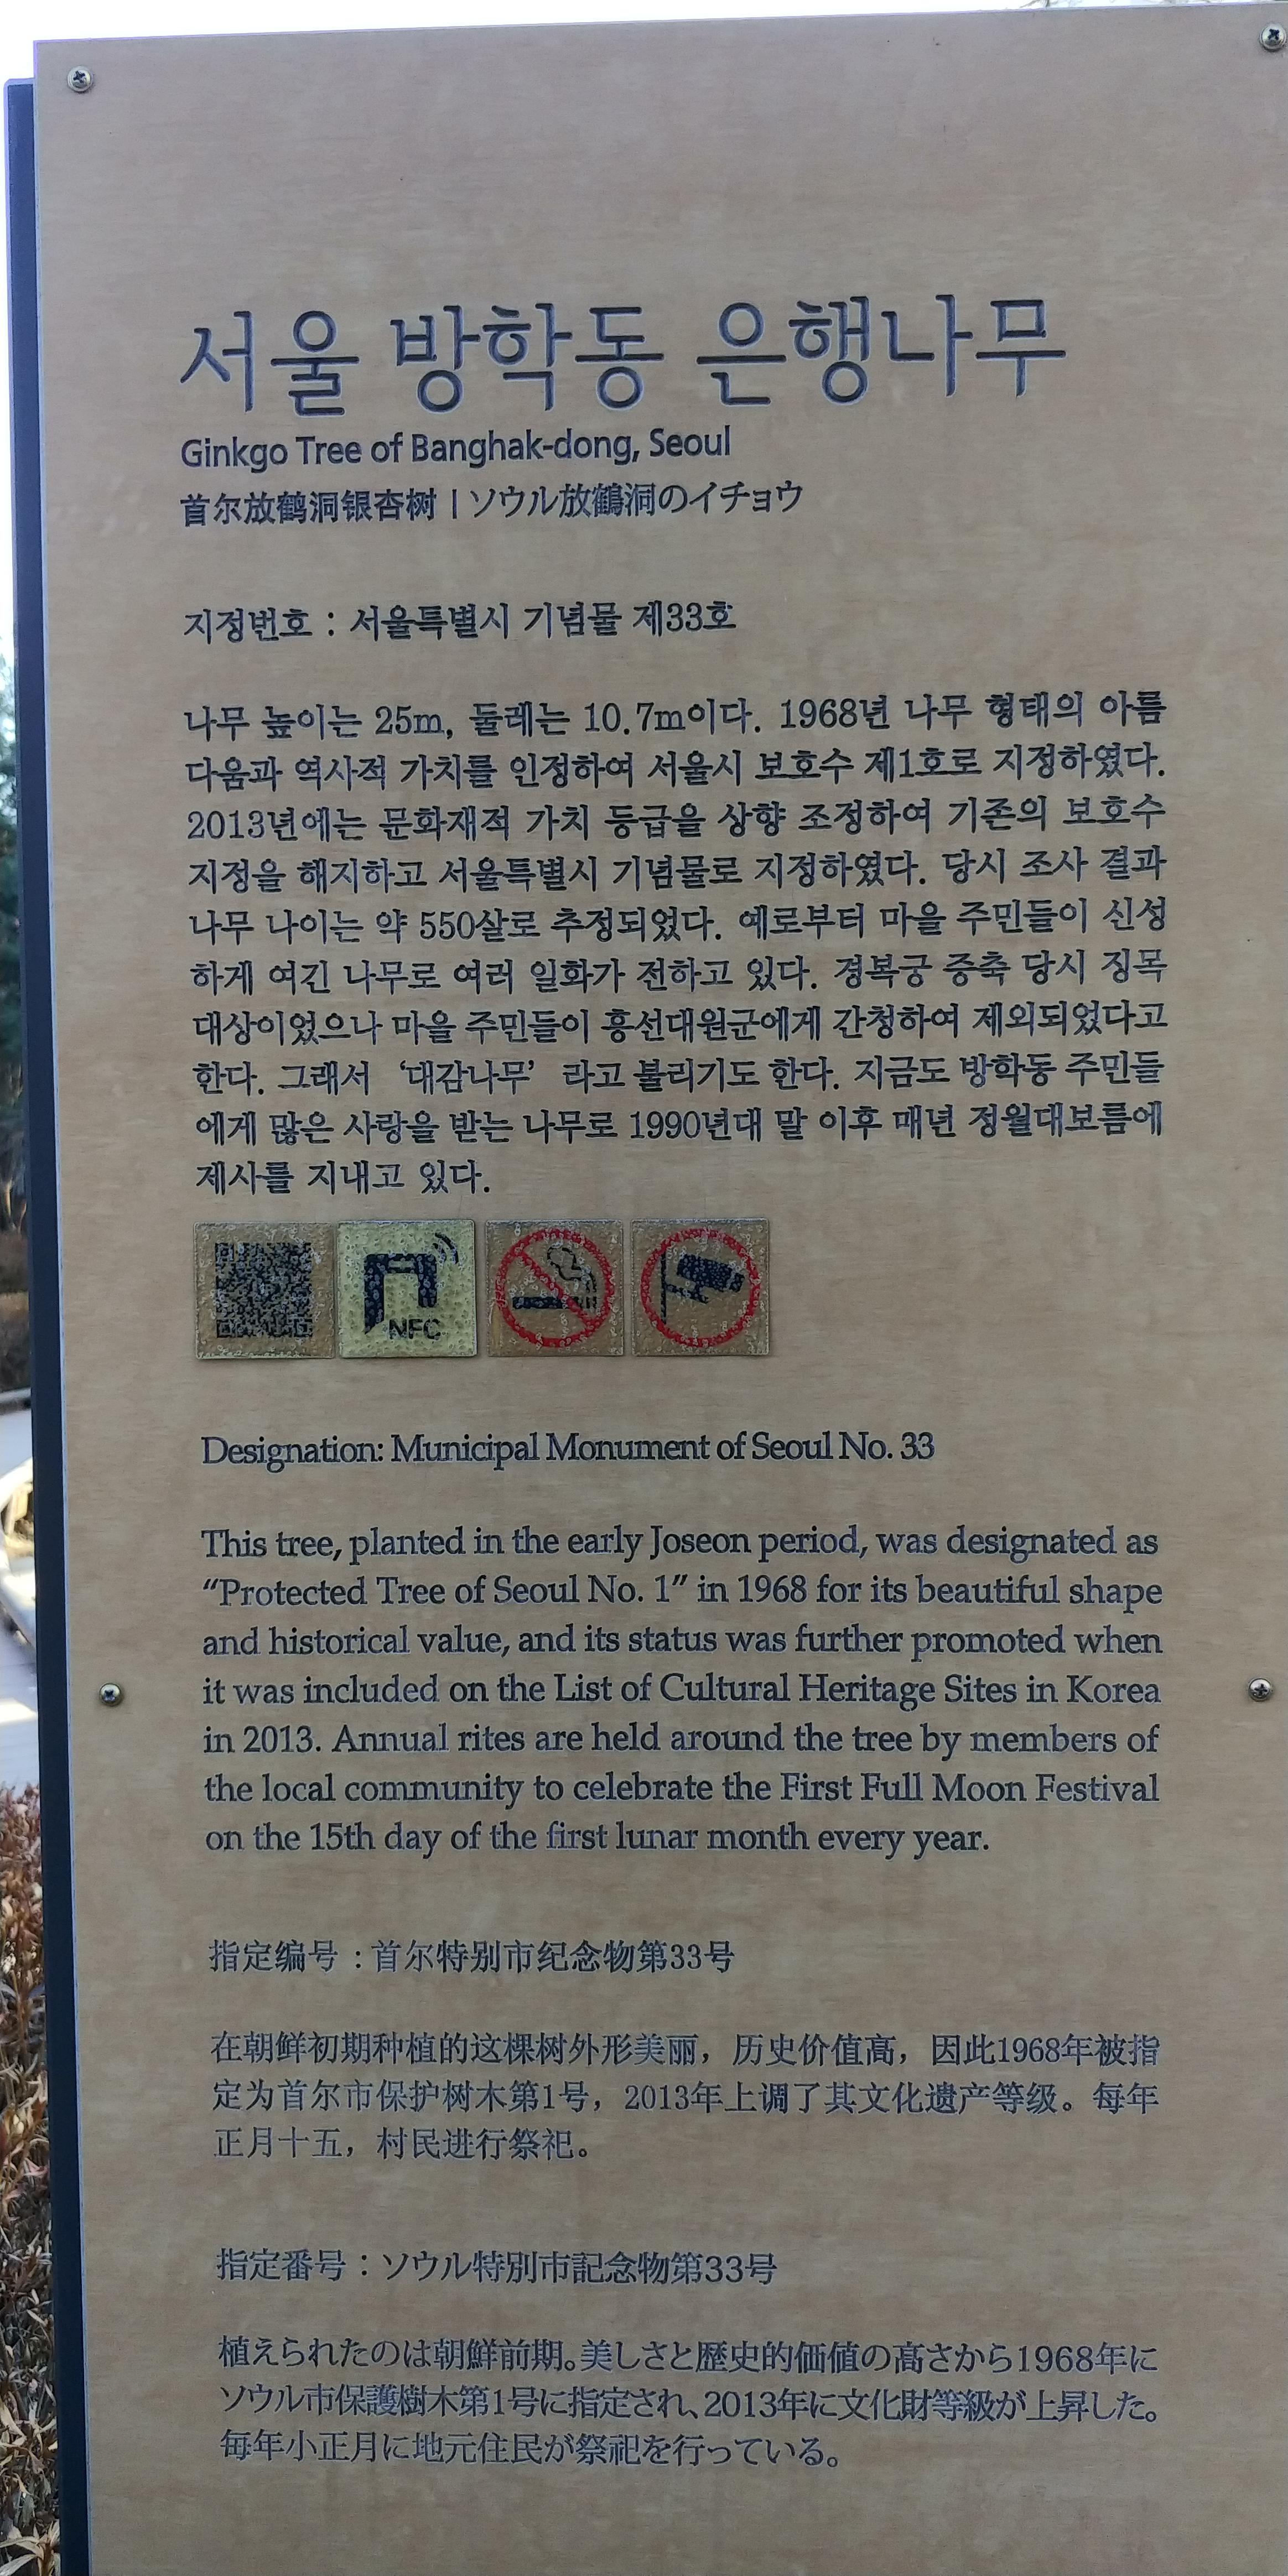 서울 방학동 은행나무
Ginkgo Tree of Banghak-dong, Seoul
首尔放鹤洞银杏树 | ソウル放鶴洞のイチョウ
지정번호 : 서울특별시 기념물 제33호
나무 높이는 25m, 둘레는 10.7m이다. 1968년 나무 형태의 아름
다움과 역사적 가치를 인정하여 서울시 보호수 제1호로 지정하였다.
2013년에는 문화재적 가치 등급을 상향 조정하여 기존의 보호수
지정을 해지하고 서울특별시 기념물로 지정하였다. 당시 조사 결과
나무 나이는 약 550살로 추정되었다. 예로부터 마을 주민들이 신성
하게 여긴 나무로 여러 일화가 전하고 있다. 경복궁 증축 당시 징목
대상이었으나 마을 주민들이 흥선대원군에게 간청하여 제외되었다고
한다. 그래서 ‘대감나무’ 라고 불리기도 한다. 지금도 방학동 주민들
에게 많은 사랑을 받는 나무로 1990년대 말 이후 매년 정월대보름에
제사를 지내고 있다.
NFC
Designation: Municipal Monument of Seoul No. 33
This tree, planted in the early Joseon period, was designated as
“Protected Tree of Seoul No. 1” in 1968 for its beautiful shape
and historical value, and its status was further promoted when
it was included on the List of Cultural Heritage Sites in Korea
in 2013. Annual rites are held around the tree by members of
the local community to celebrate the First Full Moon Festival
on the 15th day of the first lunar month every year.
指定编号 : 首尔特别市纪念物第33号
在朝鲜初期种植的这棵树外形美丽，历史价值高，因此1968年被指
定为首尔市保护树木第1号，2013年上调了其文化遗产等级。每年
正月十五，村民进行祭祀。
指定番号：ソウル特別市記念物第33号
植えられたのは朝鮮前期。美しさと歴史的価値の高さから1968年に
ソウル市保護樹木第1号に指定され、2013年に文化財等級が上昇した。
毎年小正月に地元住民が祭祀を行っている。